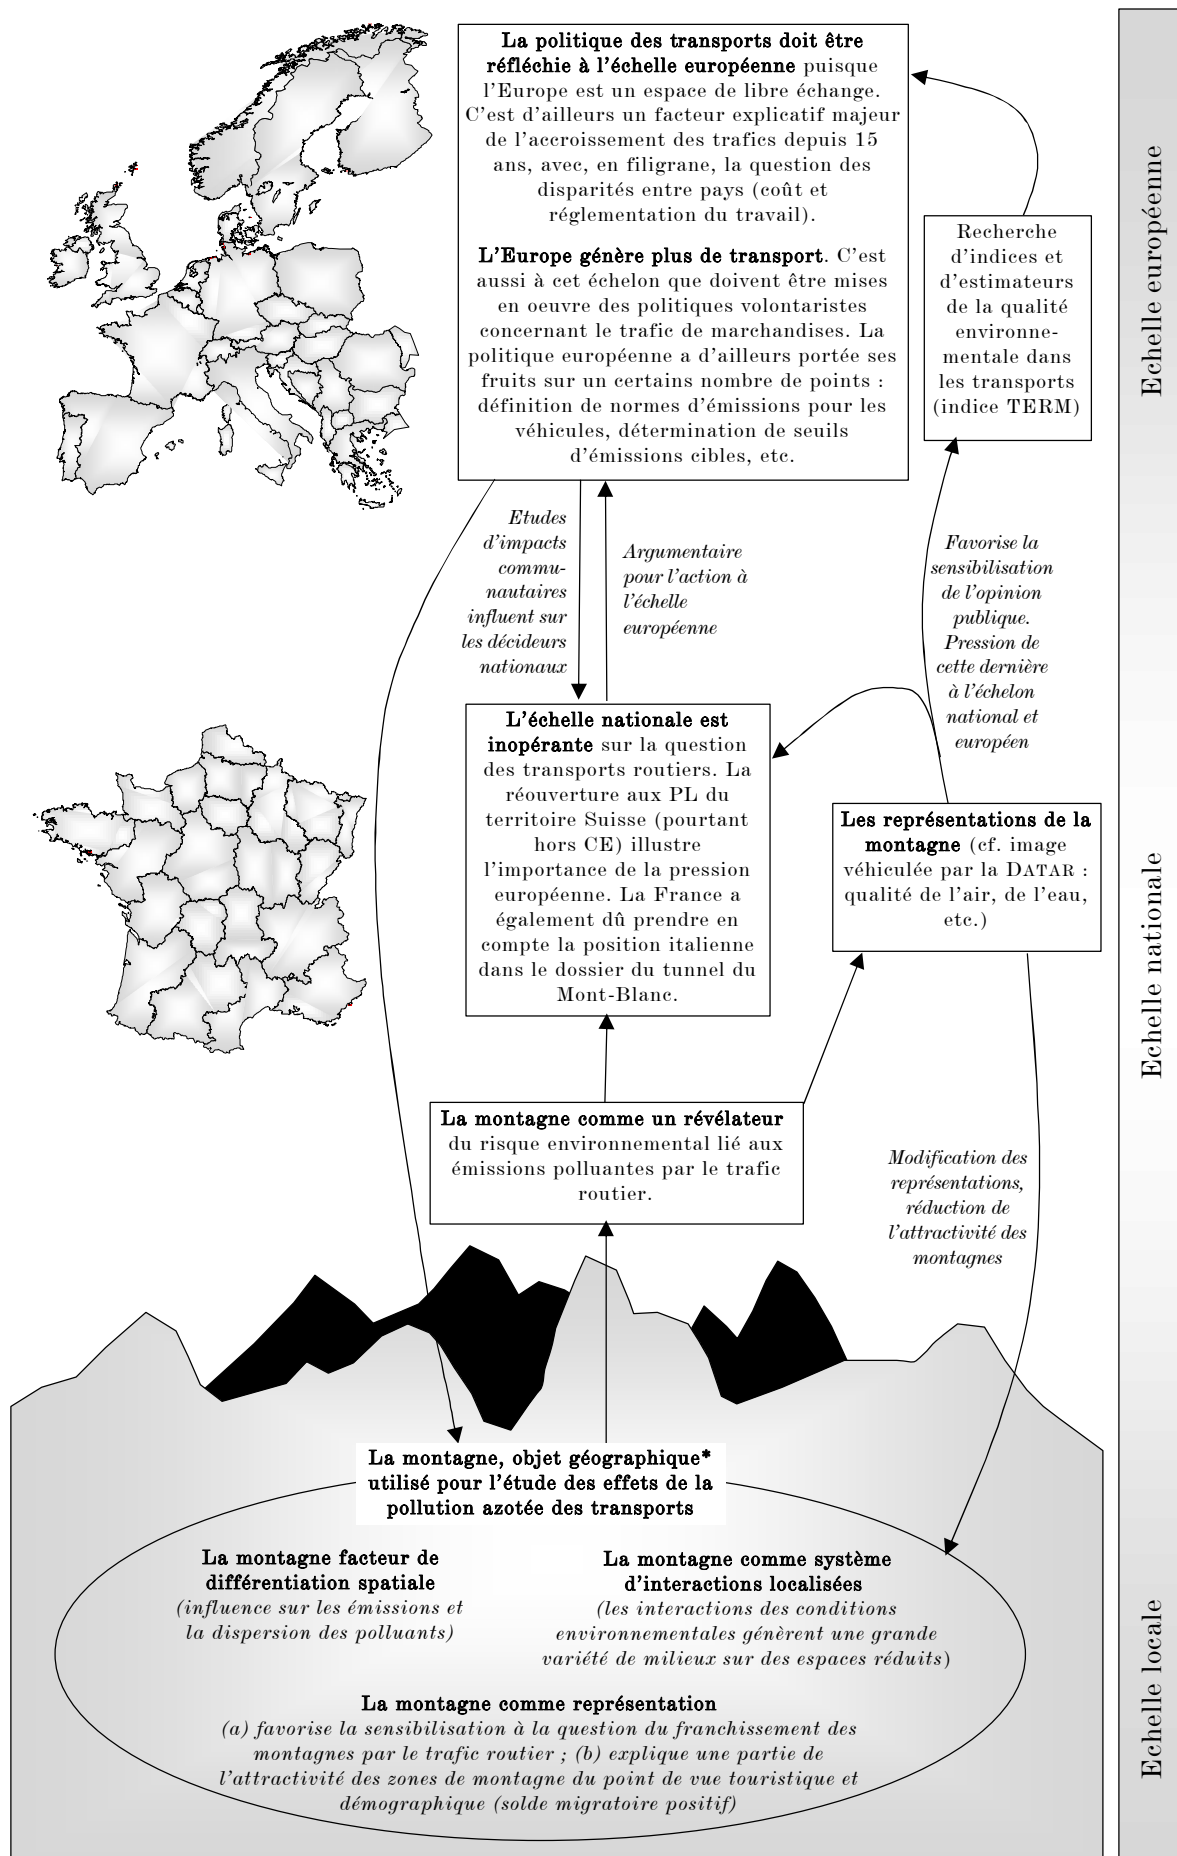 La politique des transports doit être
réfléchie à l'échelle européenne puisque
l'Europe est un espace de libre échange.
C'est d'ailleurs un facteur explicatif majeur
de l'accroissement des trafics depuis 15
ans, avec, en filigrane, la question des
disparités entre pays (coût et
réglementation du travail).
L'Europe génère plus de transport. C'est
aussi à cet échelon que doivent être mises
en oeuvre des politiques volontaristes
concernant le trafic de marchandises. La
politique européenne a d'ailleurs portée ses
fruits sur un certains nombre de points :
définition de normes d'émissions pour les
véhicules, détermination de seuils
d'émissions cibles, etc.
Recherche
d'indices et
d'estimateurs
de la qualité
environne-
mentale dans
les transports
(indice TERM)
Echelle européenne
Etudes
d'impacts
commu-
nautaires
influent sur
les décideurs
nationaux
Argumentaire
pour l'action à
l'échelle
européenne
Favorise la
sensibilisation
de l'opinion
publique.
Pression de
cette dernière
à l'échelon
national et
européen
L'échelle nationale est
inopérante sur la question
des transports routiers. La
réouverture aux PL du
territoire Suisse (pourtant
hors CE) illustre
l'importance de la pression
européenne. La France a
également dû prendre en
compte la position italienne
dans le dossier du tunnel du
Mont-Blanc.
Les représentations de la
montagne (cf. image
véhiculée par la DATAR :
qualité de l'air, de l'eau,
etc.)
Echelle nationale
La montagne comme un révélateur
du risque environnemental lié aux
émissions polluantes par le trafic
routier.
Modification des
représentations,
réduction de
l'attractivité des
montagnes
La montagne, objet géographique*
utilisé pour l'étude des effets de la
pollution azotée des transports
La montagne facteur de
différentiation spatiale
(influence sur les émissions et
la dispersion des polluants)
La montagne comme système
d'interactions localisées
(les interactions des conditions
environnementales génèrent une grande
variété de milieux sur des espaces réduits)
La montagne comme représentation
(a) favorise la sensibilisation à la question du franchissement des
montagnes par le trafic routier ; (b) explique une partie de
l'attractivité des zones de montagne du point de vue touristique et
démographique (solde migratoire positif)
Echelle locale